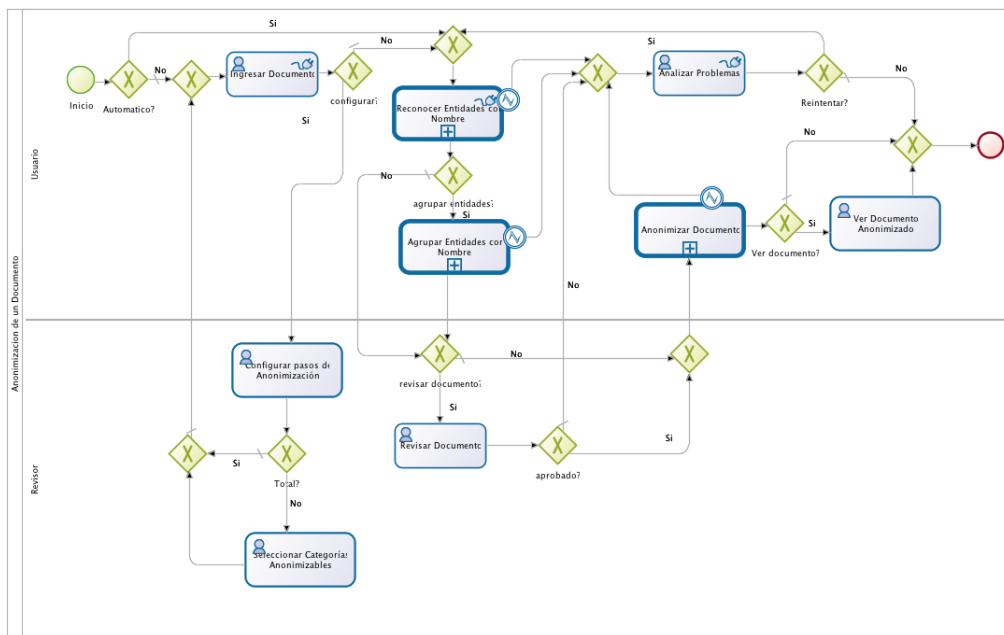 Anonimizacion de un Documento
Usuario
Inicio
Automatico?
Si
No
Ingresar Documento
configurar?
No
Si
Reconocer Entidades con
Nombre
agrupar entidades?
No
Si
Agrupar Entidades con
Nombre
Si
Analizar Problemas
Reintentar?
No
No
Anonimizar Documento
Ver documento?
Si
Ver Documento
Anonimizado
No
Revisor
Configurar pasos de
Anonimización
Total?
Si
No
Seleccionar Categorias
Anonimizables
revisar documento?
No
Si
Revisar Documento
aprobado?
Si